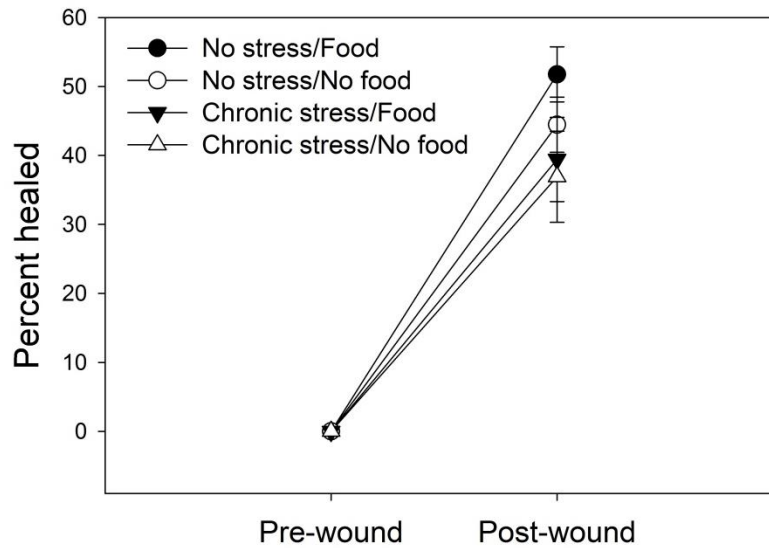 Percent healed
60
50
40
30
20
10
0
No stress/Food
No stress/No food
Chronic stress/Food
Chronic stress/No food
Pre-wound
Post-wound